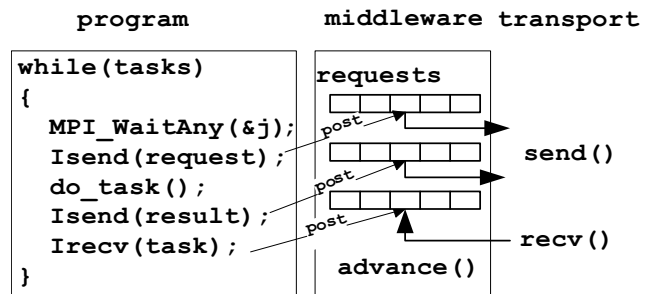 program
middleware transport
while(tasks)
{
MPI_WaitAny(&j);
Isend(request);
do_task();
Isend(result);
Irecv(task);
}
requests
post
post
post
send()
recv()
advance()